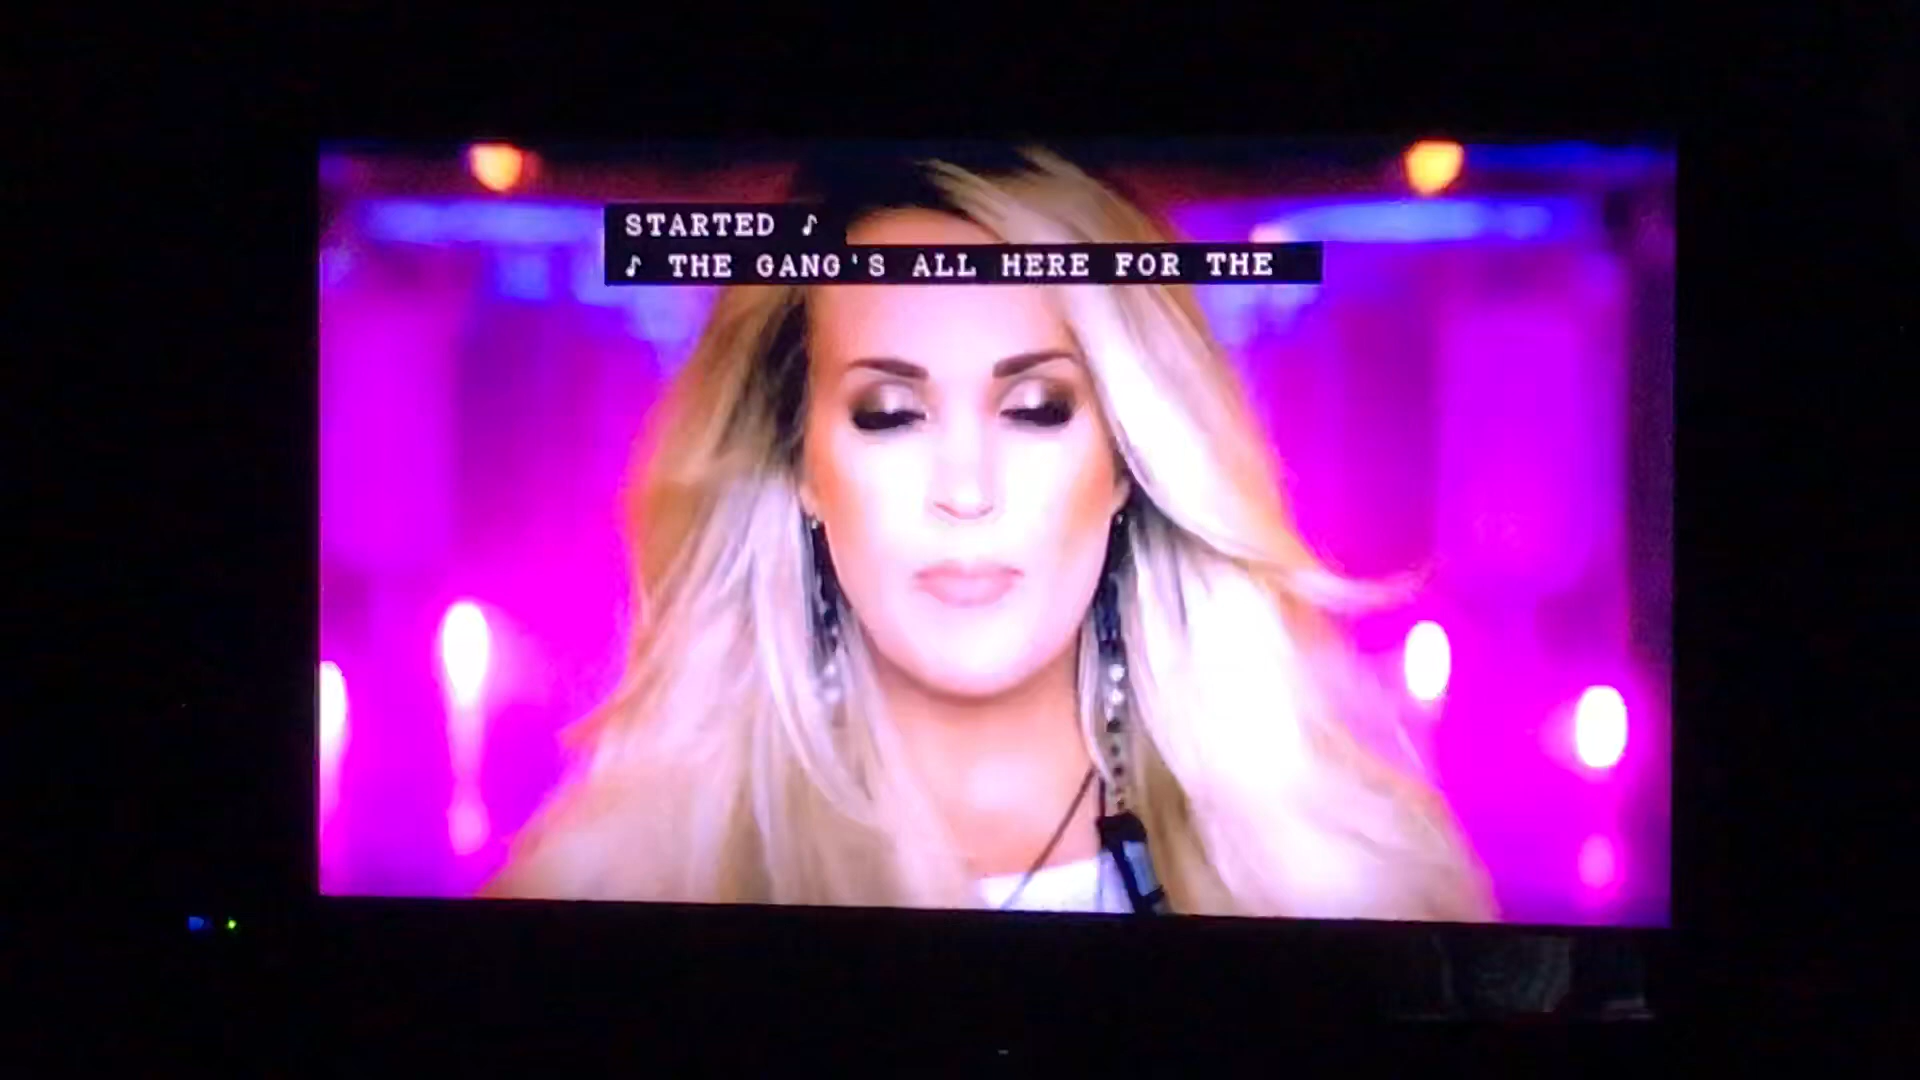 STARTED ♪
♪ THE GANG'S ALL HERE FOR THE